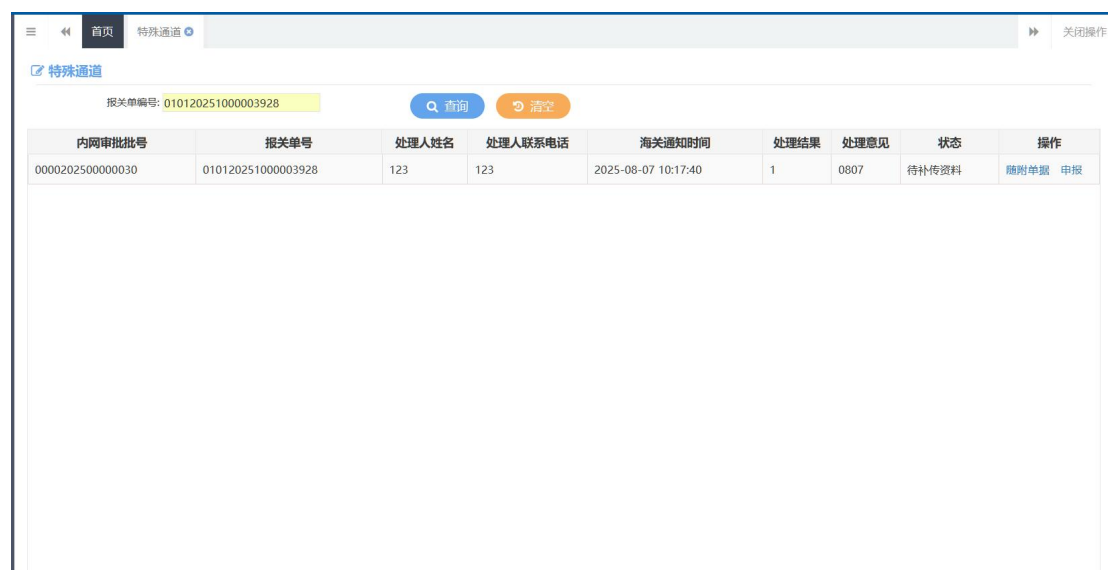 首页 特殊通道 关闭操作
特殊通道
报关单编号: 010120251000003928 查询 清空
内网审批批号 报关单号 处理人姓名 处理人联系电话 海关通知时间 处理结果 处理意见 状态 操作
0000202500000030 010120251000003928 123 123 2025-08-07 10:17:40 1 0807 待补传资料 随附单据 申报